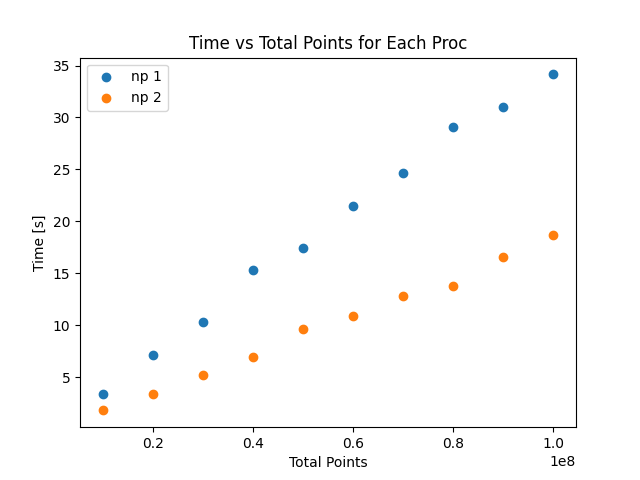 Time vs Total Points for Each Proc
np 1
np 2
35
30
25
20
15
10
5
Time [s]
0.2 0.4 0.6 0.8 1.0
1e8
Total Points